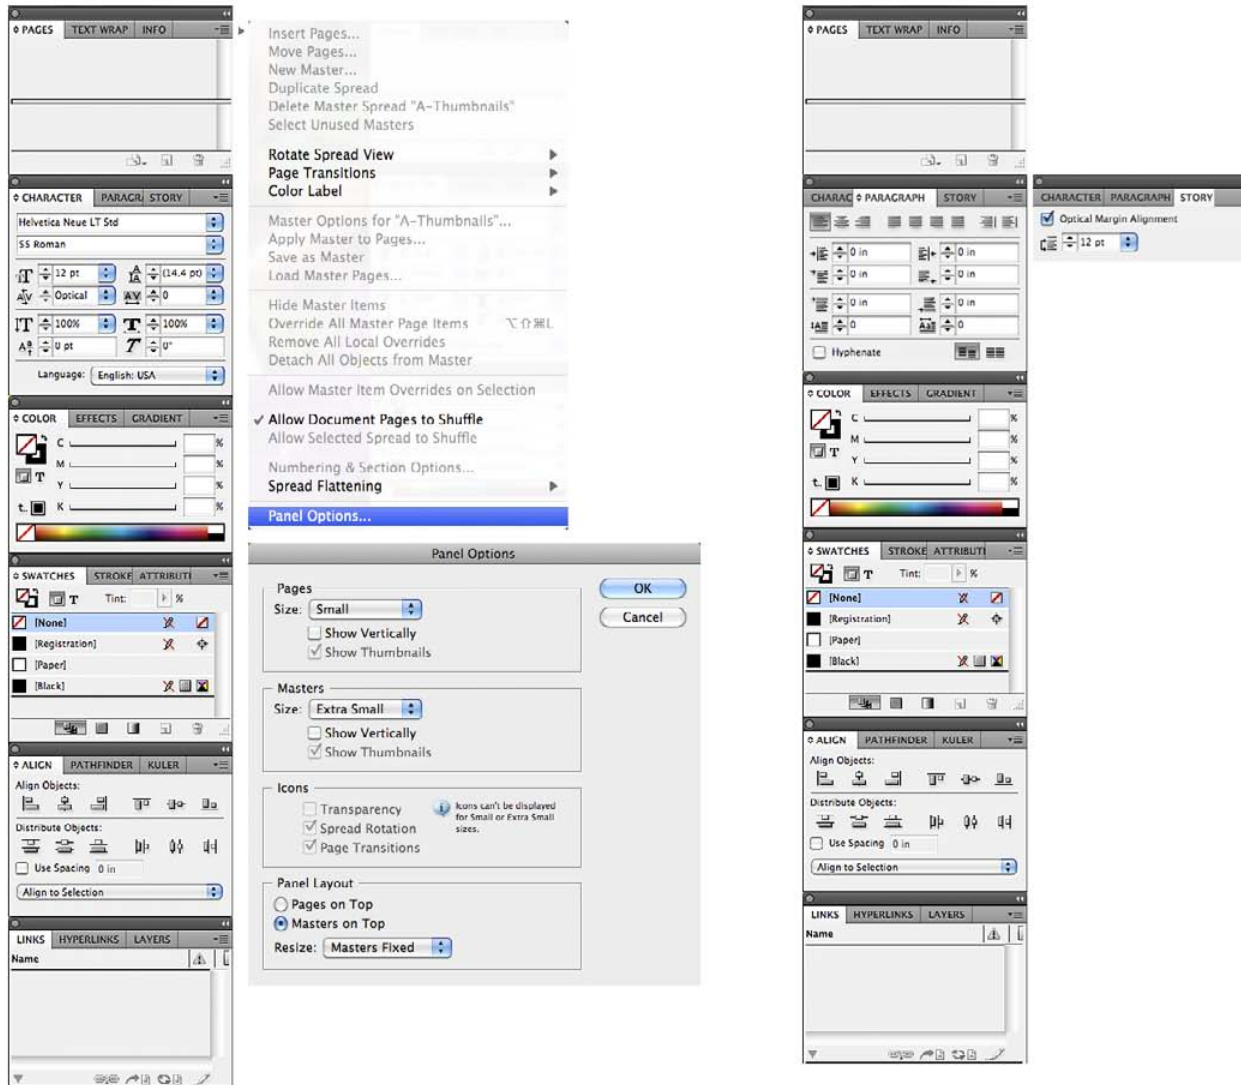 PAGES TEXT WRAP INFO
CHARACTER PARAGR STORY
Helvetica Neue LT Std
55 Roman
12 pt (14.4 pt)
Optical 0
100% 100%
0 pt 0°
Language: English: USA
COLOR EFFECTS GRADIENT
C %
M %
Y %
K %
SWATCHES STROKE ATTRIBUTI
T Tint: %
[None]
[Registration]
[Paper]
[Black]
ALIGN PATHFINDER KULER
Align Objects:
Distribute Objects:
Use Spacing 0 in
Align to Selection
LINKS HYPERLINKS LAYERS
Name
Insert Pages...
Move Pages...
New Master...
Duplicate Spread
Delete Master Spread "A-Thumbnails"
Select Unused Masters
Rotate Spread View
Page Transitions
Color Label
Master Options for "A-Thumbnails"...
Apply Master to Pages...
Save as Master
Load Master Pages...
Hide Master Items
Override All Master Page Items ⌥⇧⌘L
Remove All Local Overrides
Detach All Objects from Master
Allow Master Item Overrides on Selection
✓ Allow Document Pages to Shuffle
Allow Selected Spread to Shuffle
Numbering & Section Options...
Spread Flattening
Panel Options...
Panel Options
Pages
Size: Small
Show Vertically
Show Thumbnails
OK
Cancel
Masters
Size: Extra Small
Show Vertically
Show Thumbnails
Icons
Transparency
Spread Rotation
Page Transitions
Icons can't be displayed
for Small or Extra Small
sizes.
Panel Layout
Pages on Top
Masters on Top
Resize: Masters Fixed
PAGES TEXT WRAP INFO
CHARAC PARAGRAPH STORY
0 in 0 in
0 in 0 in
0 in 0 in
0 0
Hyphenate
COLOR EFFECTS GRADIENT
C %
M %
Y %
K %
SWATCHES STROKE ATTRIBUTI
T Tint: %
[None]
[Registration]
[Paper]
[Black]
ALIGN PATHFINDER KULER
Align Objects:
Distribute Objects:
Use Spacing 0 in
Align to Selection
LINKS HYPERLINKS LAYERS
Name
CHARACTER PARAGRAPH STORY
Optical Margin Alignment
12 pt